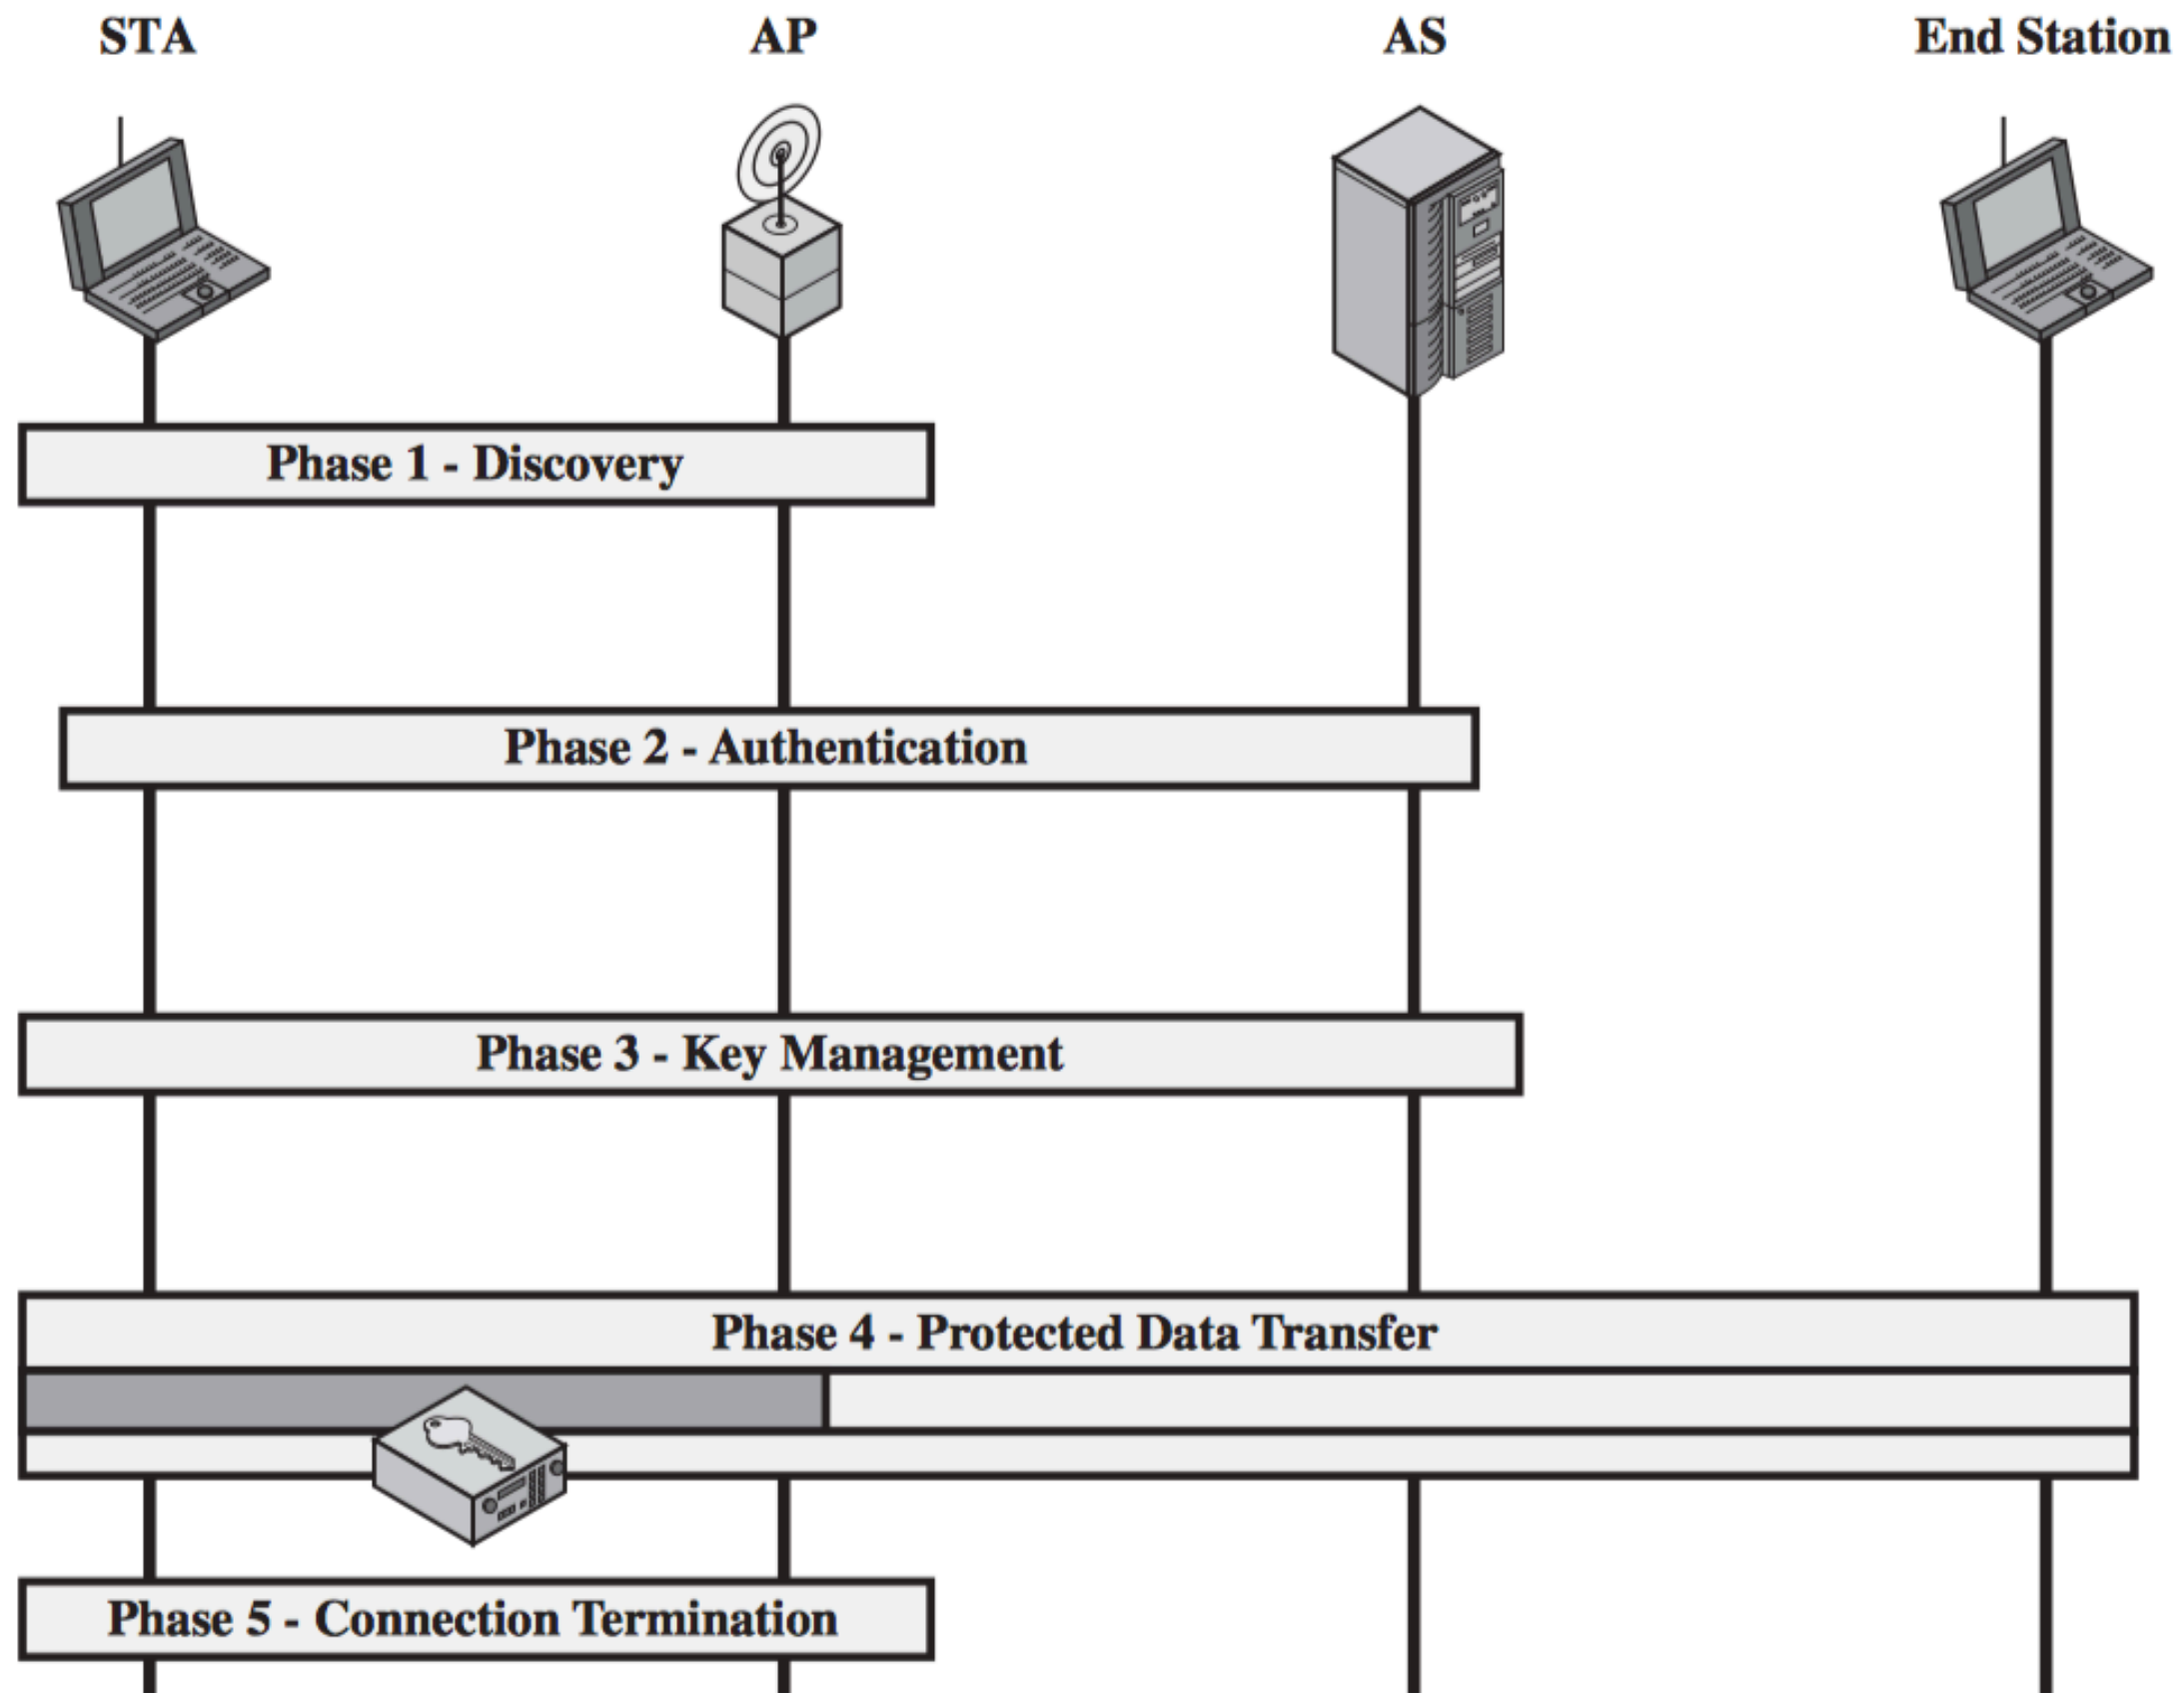 STA
AP
AS
End Station
Phase 1 - Discovery
Phase 2 - Authentication
Phase 3 - Key Management
Phase 4 - Protected Data Transfer
Phase 5 - Connection Termination